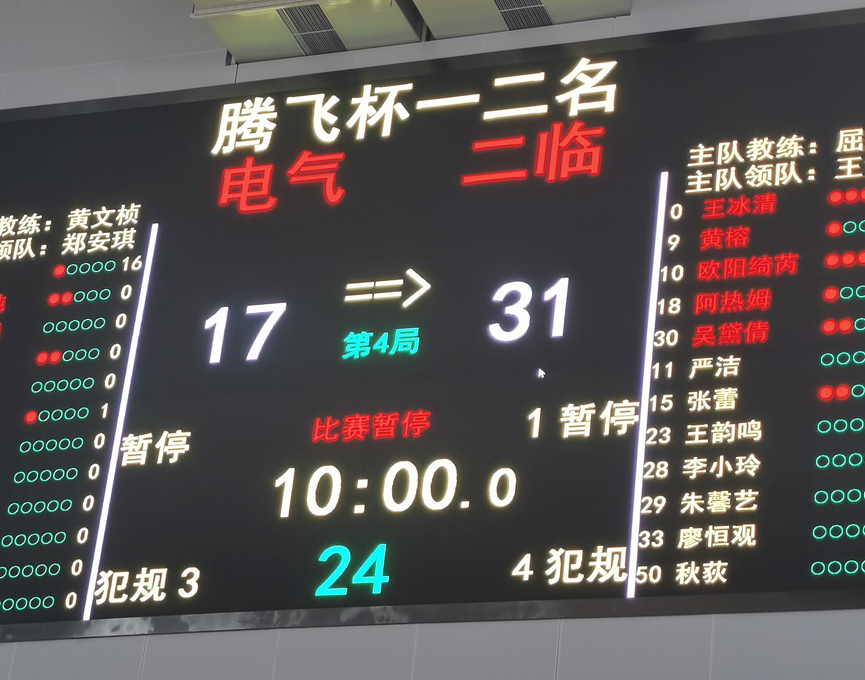 腾飞杯一二名
电气 二临
教练: 黄文桢
领队: 郑安琪
16
0
0
0
0
1
0
0
0
0
0
0
17 ==> 31
第4局
比赛暂停
暂停
1 暂停
10:00.0
24
犯规 3
4 犯规
主队教练: 屈
主队领队: 王
0 王冰清
9 黄榕
10 欧阳绮芮
18 阿热姆
30 吴黛倩
11 严洁
15 张蕾
23 王韵鸣
28 李小玲
29 朱馨艺
33 廖恒观
50 秋荻